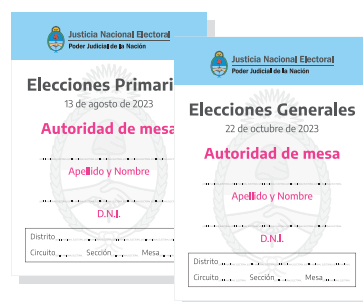 Justicia Nacional Electoral
Poder Judicial de la Nación
Elecciones Primari
13 de agosto de 2023
Autoridad de mesa
Apellido y Nombre
D.N.I.
Distrito
Circuito Sección Mesa
Justicia Nacional Electoral
Poder Judicial de la Nación
Elecciones Generales
22 de octubre de 2023
Autoridad de mesa
Apellido y Nombre
D.N.I.
Distrito
Circuito Sección Mesa